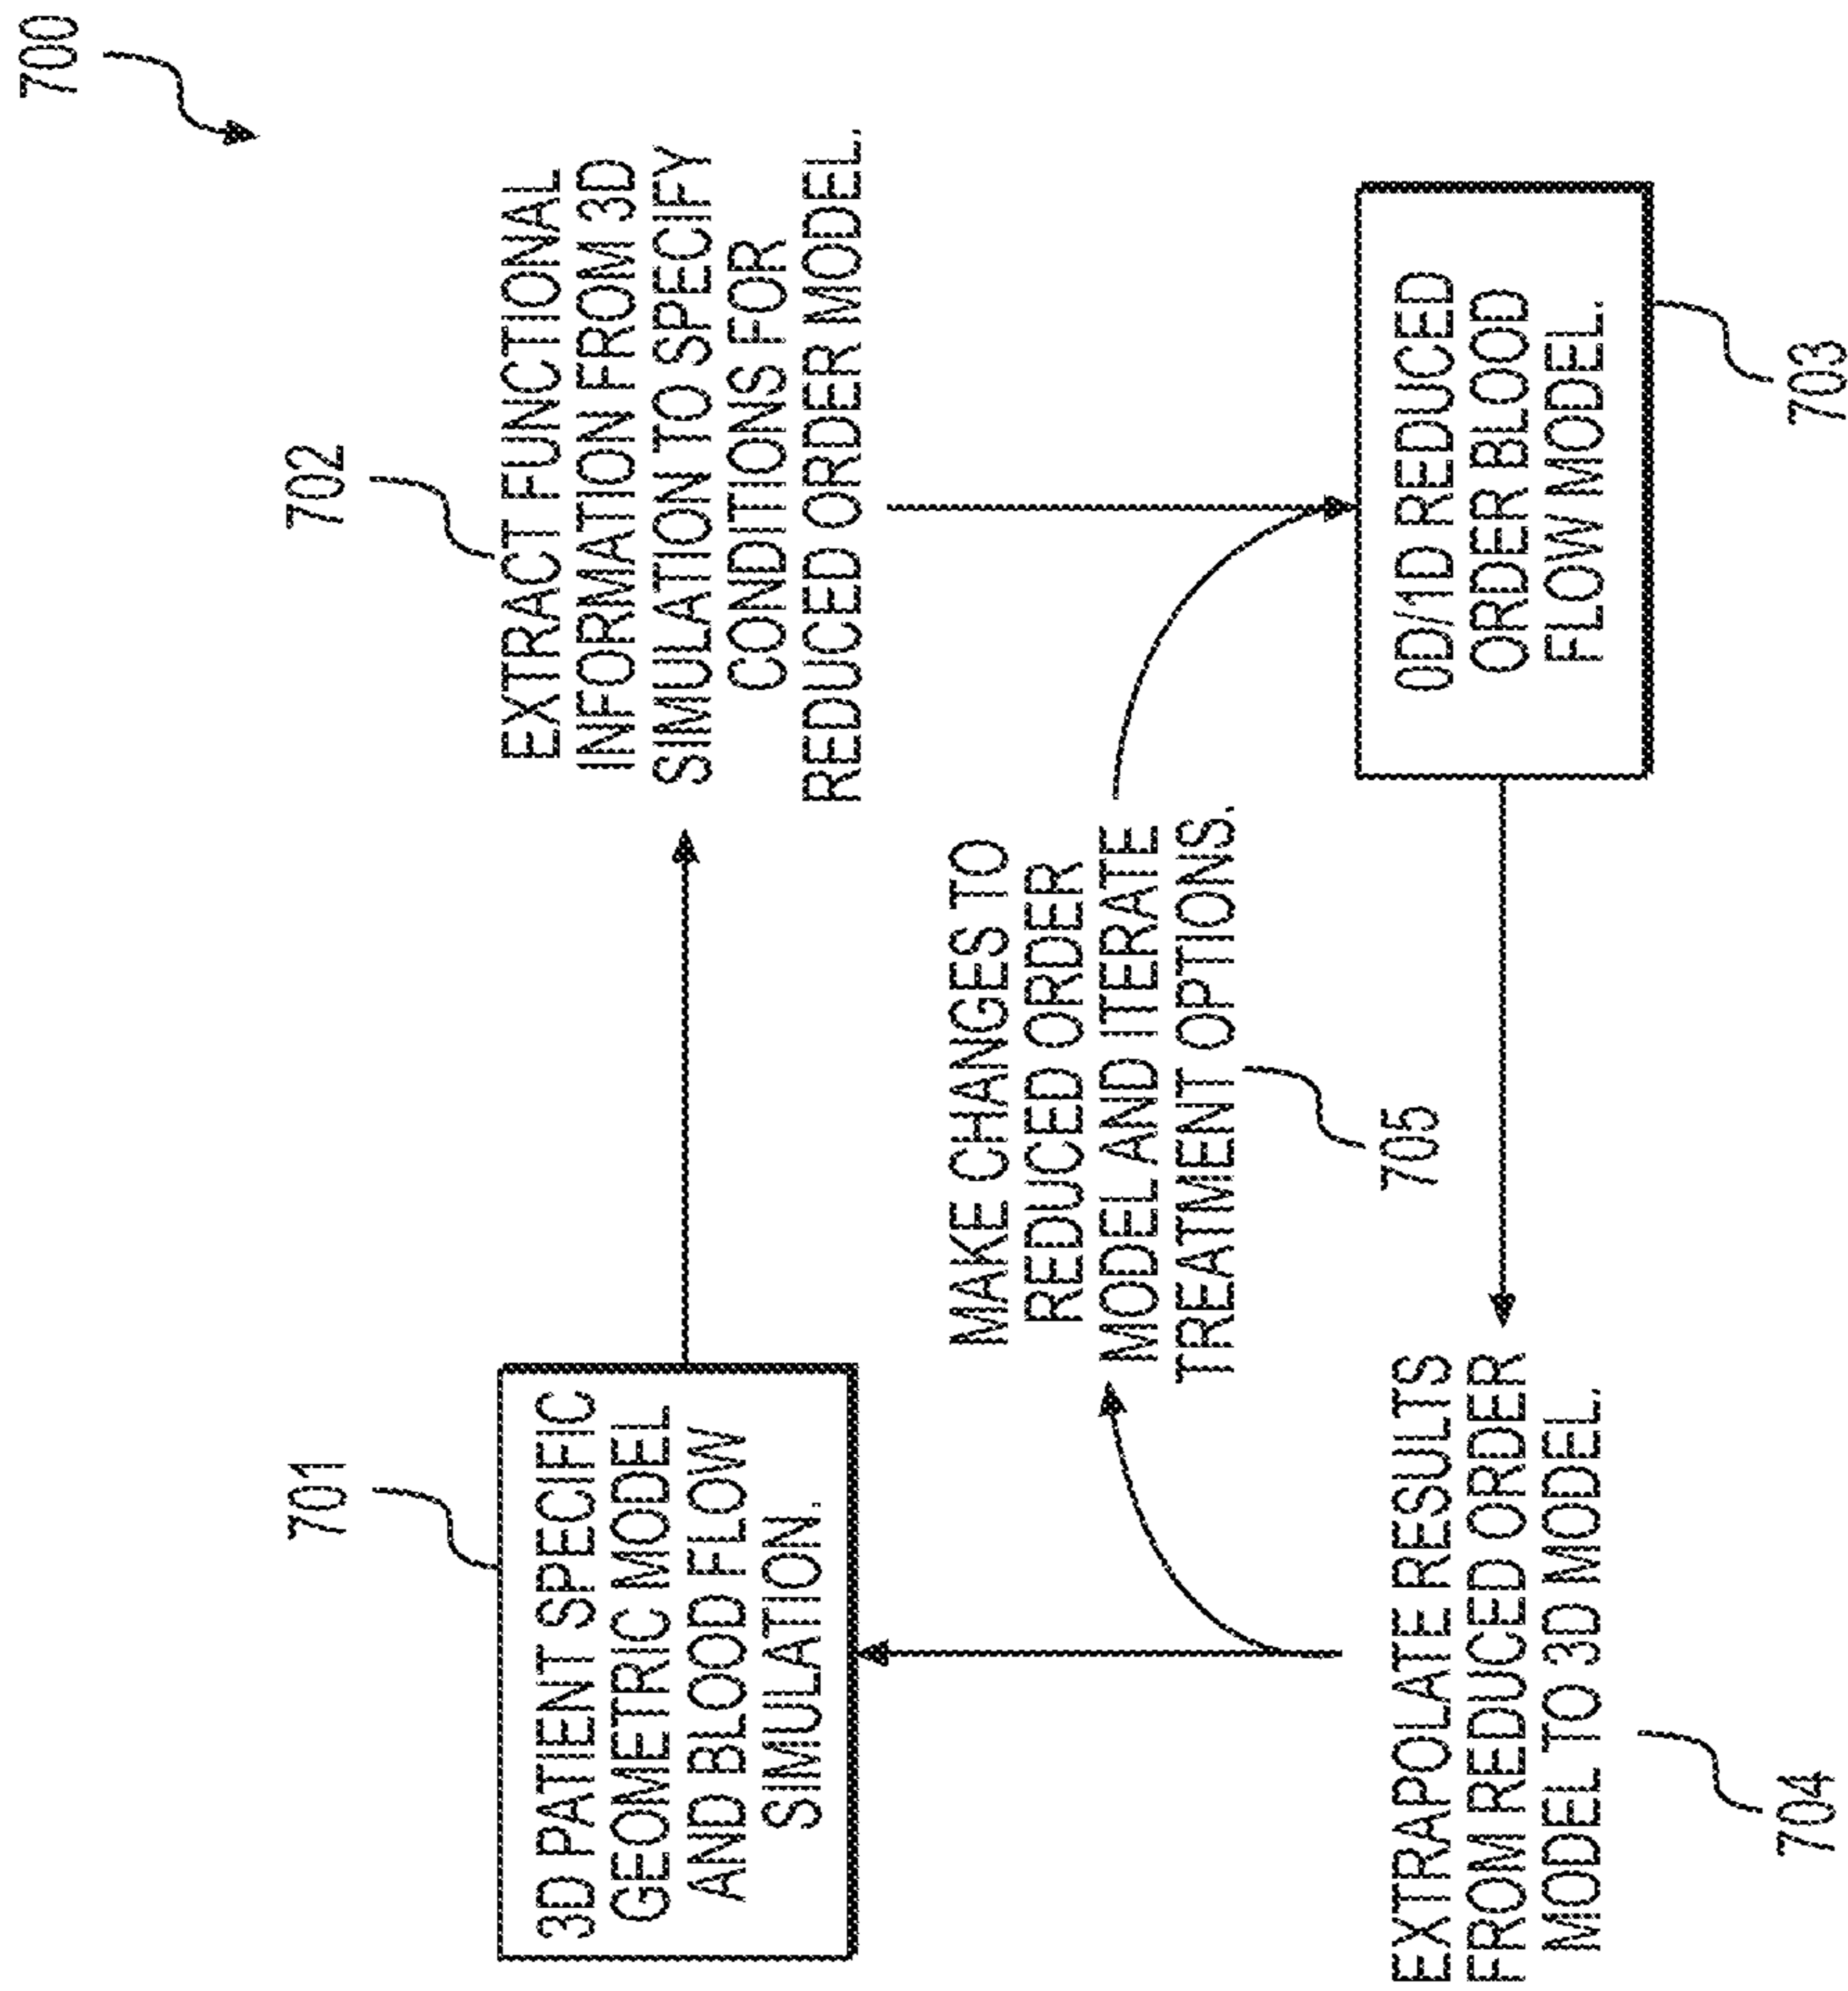 700
701
3D PATIENT SPECIFIC
GEOMETRIC MODEL
AND BLOOD FLOW
SIMULATION.
702
EXTRACT FUNCTIONAL
INFORMATION FROM 3D
SIMULATION TO SPECIFY
CONDITIONS FOR
REDUCED ORDER MODEL.
MAKE CHANGES TO
REDUCED ORDER
MODEL AND ITERATE
TREATMENT OPTIONS.
705
EXTRAPOLATE RESULTS
FROM REDUCED ORDER
MODEL TO 3D MODEL.
704
0D/1D REDUCED
ORDER BLOOD
FLOW MODEL.
703